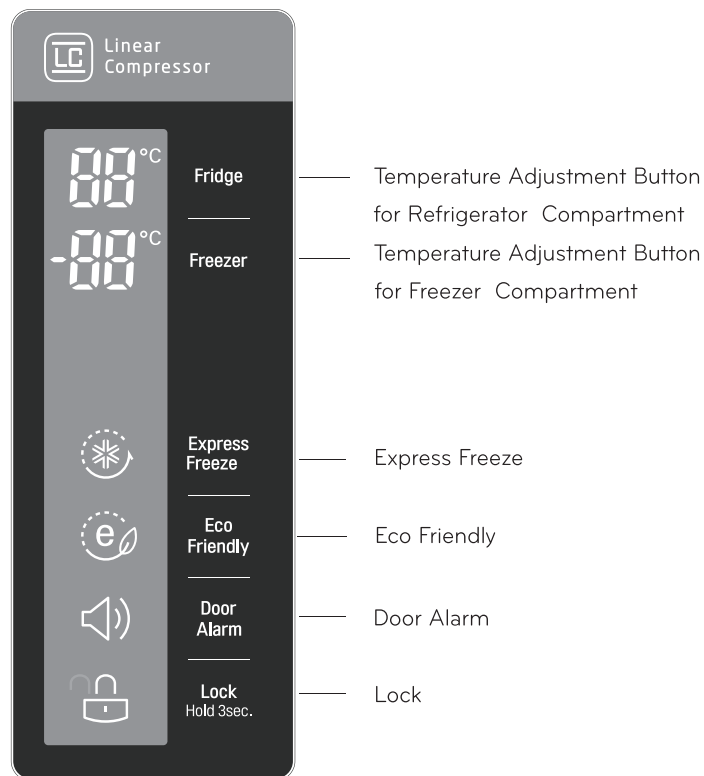 LC
Linear
Compressor
88 °C
Fridge
Temperature Adjustment Button
for Refrigerator Compartment
-88 °C
Freezer
Temperature Adjustment Button
for Freezer Compartment
Express
Freeze
Express Freeze
e
Eco
Friendly
Eco Friendly
Door
Alarm
Door Alarm
Lock
Hold 3sec.
Lock